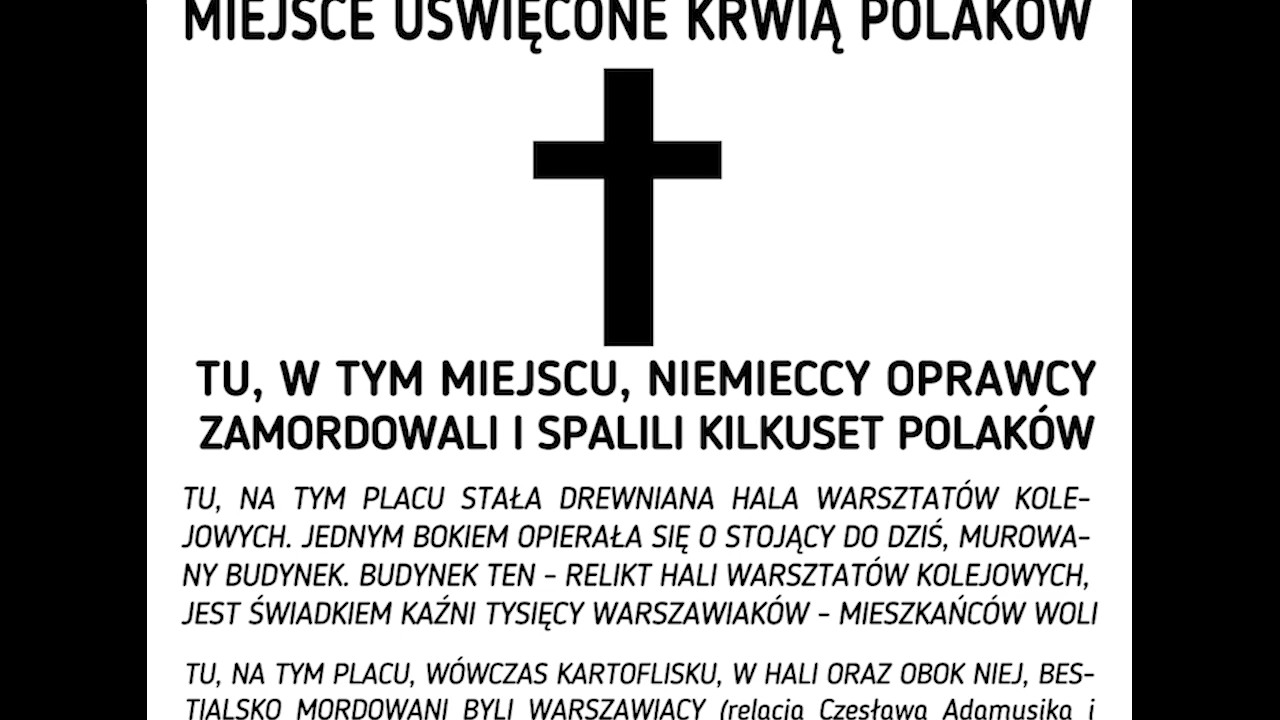 MIEJSCE UŚWIĘCONE KRWIĄ POLAKÓW
TU, W TYM MIEJSCU, NIEMIECCY OPRAWCY
ZAMORDOWALI I SPALILI KILKUSET POLAKÓW
TU, NA TYM PLACU STAŁA DREWNIANA HALA WARSZTATÓW KOLE-
JOWYCH. JEDNYM BOKIEM OPIERAŁA SIĘ O STOJĄCY DO DZIŚ, MUROWA-
NY BUDYNEK. BUDYNEK TEN - RELIKT HALI WARSZTATÓW KOLEJOWYCH,
JEST ŚWIADKIEM KAŹNI TYSIĘCY WARSZAWIAKÓW - MIESZKAŃCÓW WOLI
TU, NA TYM PLACU, WÓWCZAS KARTOFLISKU, W HALI ORAZ OBOK NIEJ, BES-
TJALSKO MORDOWANI BYLI WARSZAWIACY (relacja Czesława Adamusika i